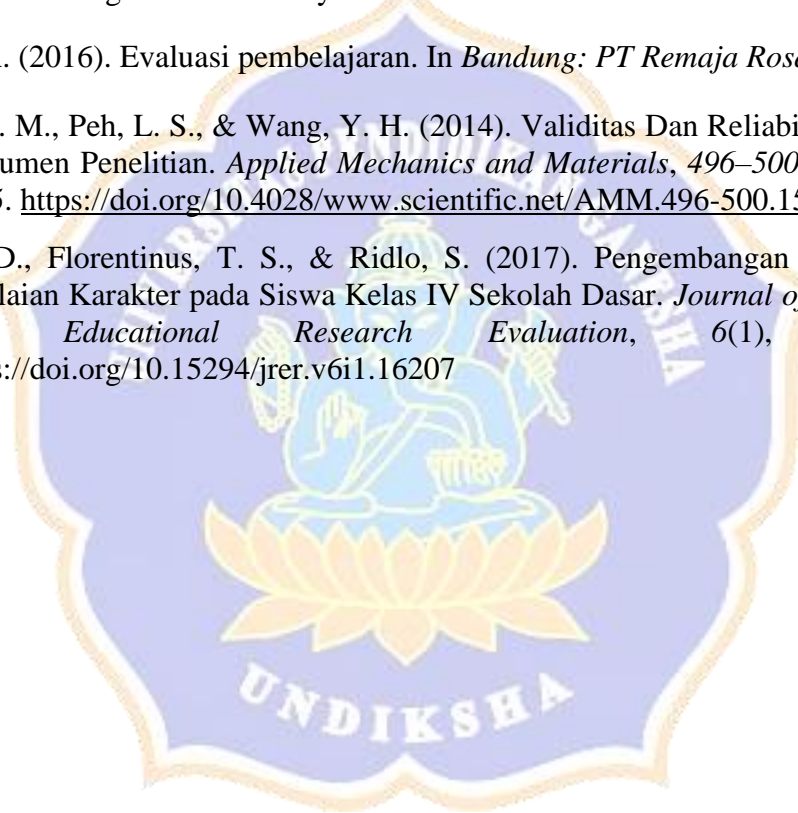 . (2016). Evaluasi pembelajaran. In Bandung: PT Remaja Rosd
. M., Peh, L. S., & Wang, Y. H. (2014). Validitas Dan Reliabi
umen Penelitian. Applied Mechanics and Materials, 496–500
5. https://doi.org/10.4028/www.scientific.net/AMM.496-500.15
D., Florentinus, T. S., & Ridlo, S. (2017). Pengembangan
laian Karakter pada Siswa Kelas IV Sekolah Dasar. Journal of
Educational Research Evaluation, 6(1),
s://doi.org/10.15294/jrer.v6i1.16207
UNDIKSHA